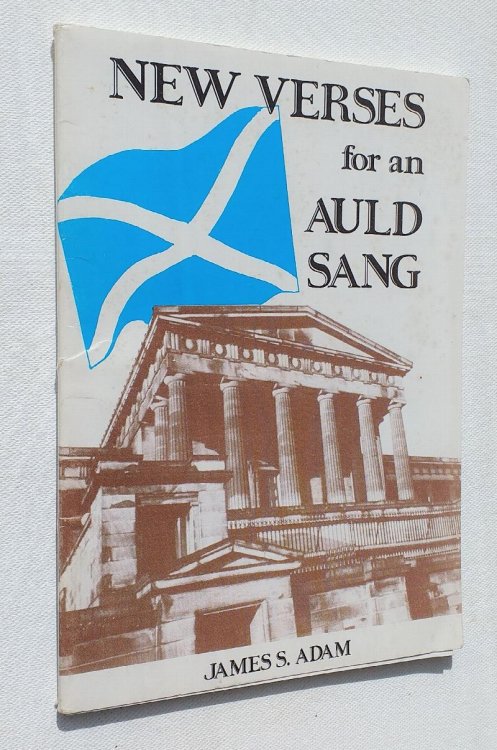 NEW VERSES
for an
AULD
SANG
JAMES S. ADAM